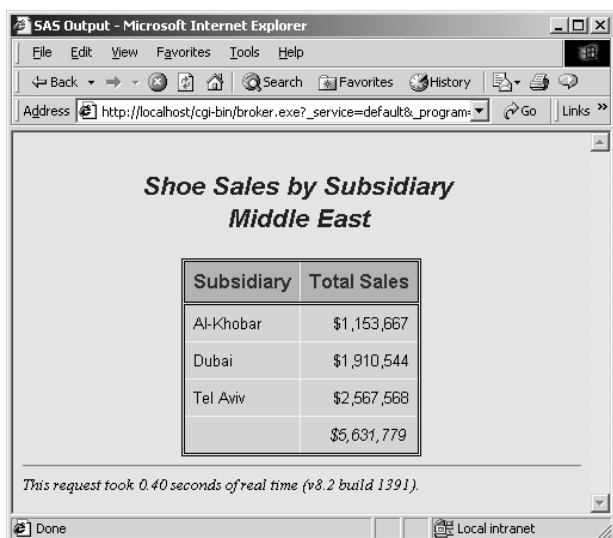 SAS Output - Microsoft Internet Explorer
File Edit View Favorites Tools Help
Back Search Favorites History
Address http://localhost/cgi-bin/broker.exe?_service=default&_program= Go Links »
Shoe Sales by Subsidiary
Middle East
Subsidiary Total Sales
Al-Khobar $1,153,667
Dubai $1,910,544
Tel Aviv $2,567,568
$5,631,779
This request took 0.40 seconds of real time (v8.2 build 1391).
Done Local intranet